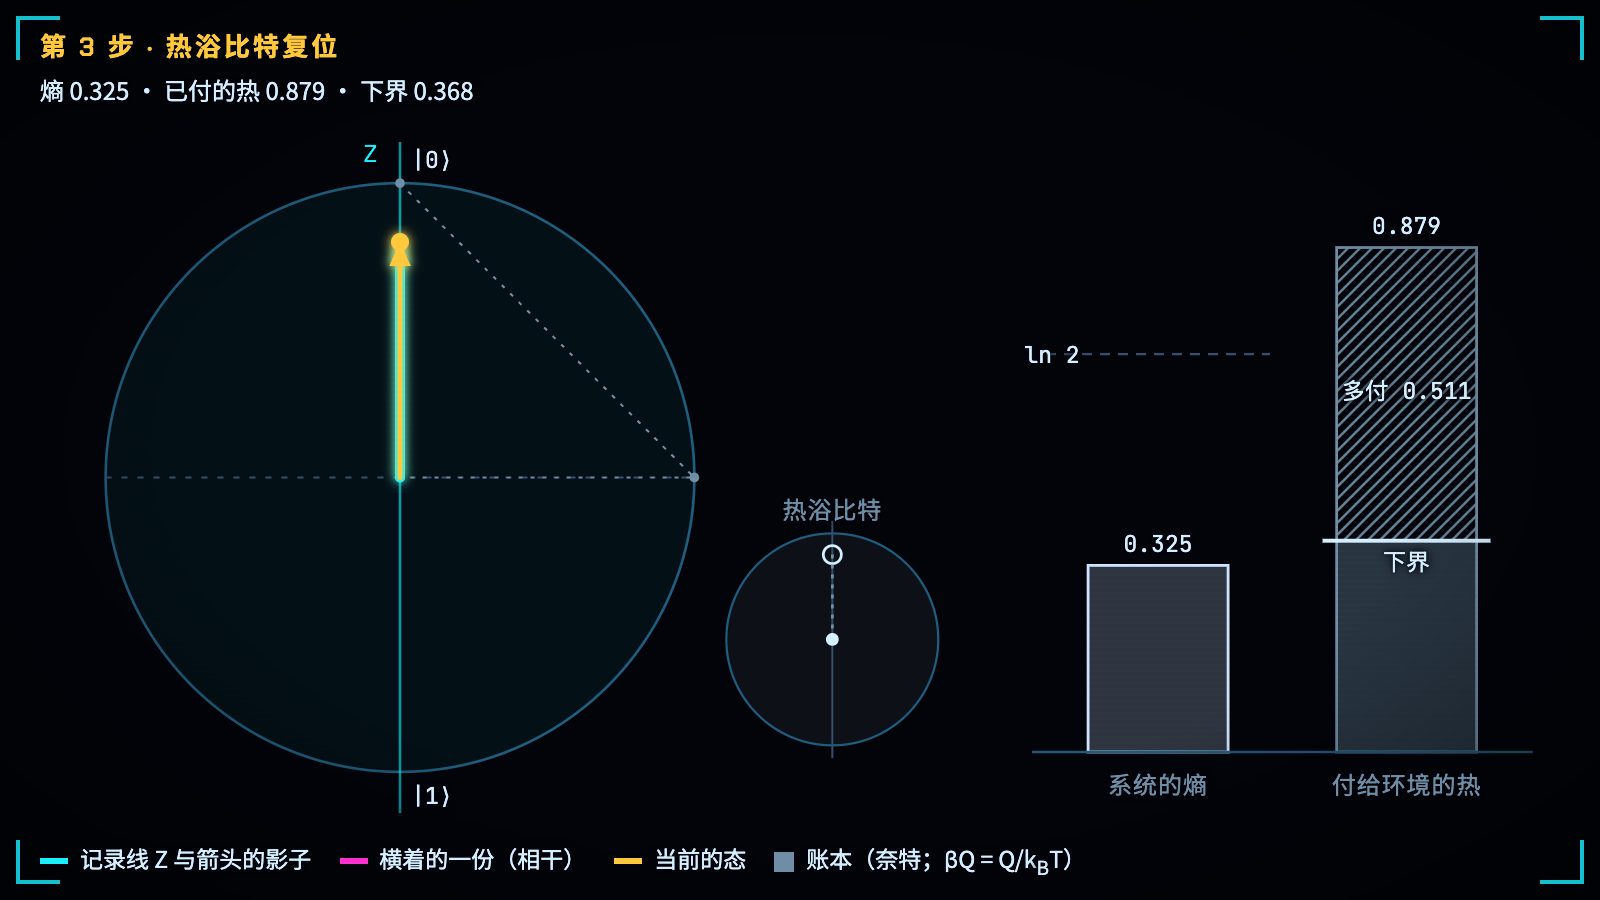 第 3 步 · 热浴比特复位
熵 0.325 · 已付的热 0.879 · 下界 0.368
Z
|0⟩
|1⟩
热浴比特
ln 2
0.325
系统的熵
0.879
多付 0.511
下界
付给环境的热
记录线 Z 与箭头的影子
横着的一份（相干）
当前的态
账本（奈特；βQ = Q/k_BT）